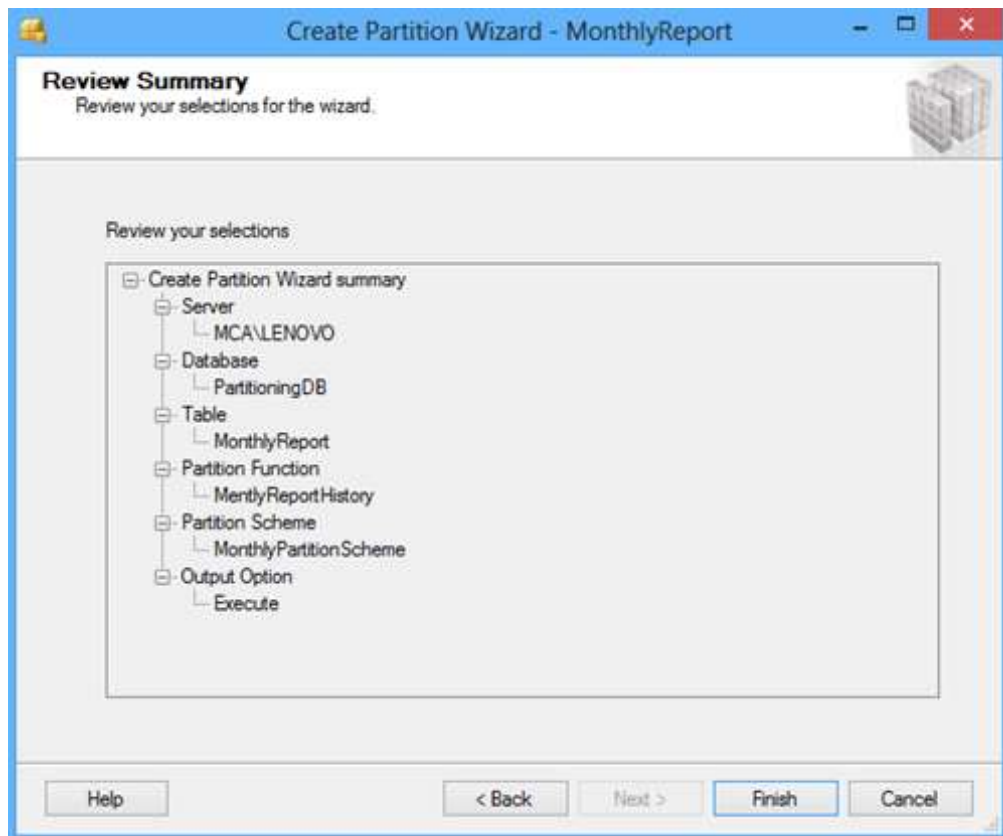 Create Partition Wizard - MonthlyReport
Review Summary
Review your selections for the wizard.
Review your selections
Create Partition Wizard summary
Server
MCA\LENOVO
Database
PartitioningDB
Table
MonthlyReport
Partition Function
MentlyReportHistory
Partition Scheme
MonthlyPartitionScheme
Output Option
Execute
Help
< Back
Next >
Finish
Cancel